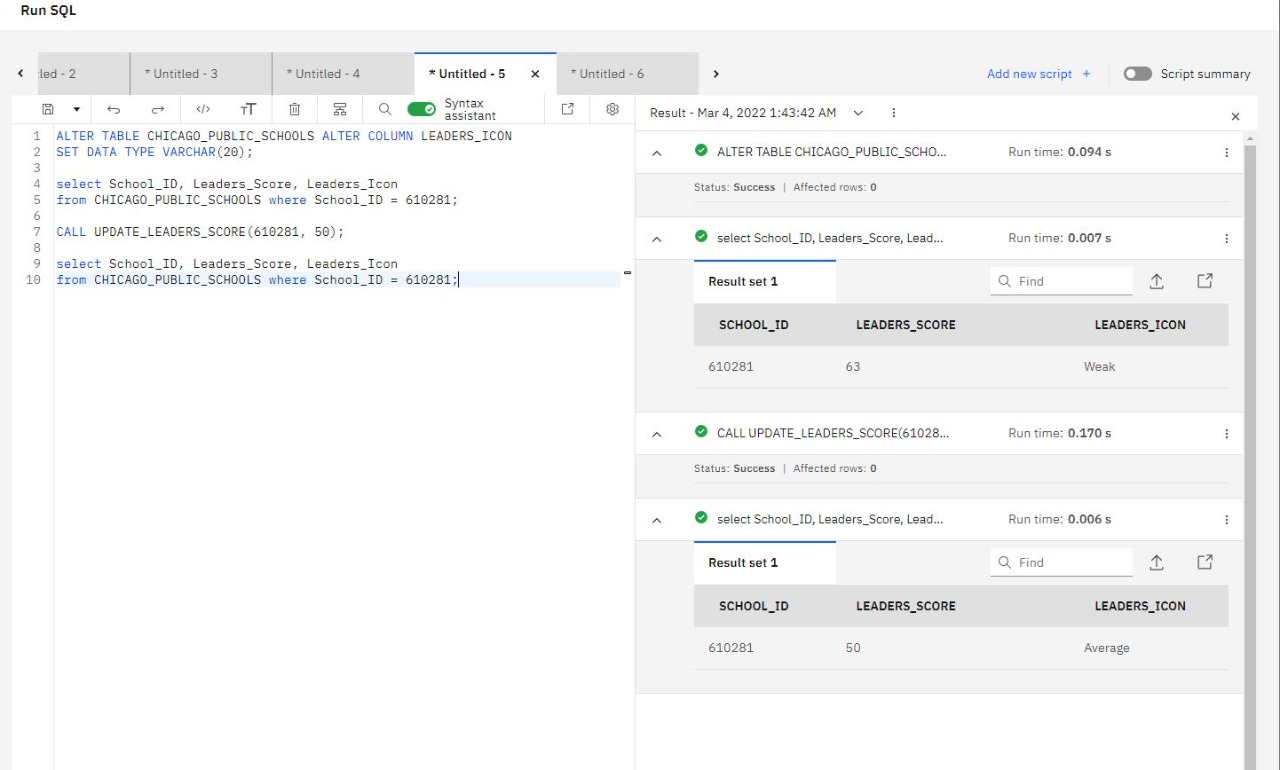 Run SQL
led - 2
* Untitled - 3
* Untitled - 4
* Untitled - 5
* Untitled - 6
Add new script +
Script summary
Syntax
assistant
Result - Mar 4, 2022 1:43:42 AM
1 ALTER TABLE CHICAGO_PUBLIC_SCHOOLS ALTER COLUMN LEADERS_ICON
2 SET DATA TYPE VARCHAR(20);
3
4 select School_ID, Leaders_Score, Leaders_Icon
5 from CHICAGO_PUBLIC_SCHOOLS where School_ID = 610281;
6
7 CALL UPDATE_LEADERS_SCORE(610281, 50);
8
9 select School_ID, Leaders_Score, Leaders_Icon
10 from CHICAGO_PUBLIC_SCHOOLS where School_ID = 610281;
ALTER TABLE CHICAGO_PUBLIC_SCHO... Run time: 0.094 s
Status: Success | Affected rows: 0
select School_ID, Leaders_Score, Lead... Run time: 0.007 s
Result set 1 Find
SCHOOL_ID LEADERS_SCORE LEADERS_ICON
610281 63 Weak
CALL UPDATE_LEADERS_SCORE(61028... Run time: 0.170 s
Status: Success | Affected rows: 0
select School_ID, Leaders_Score, Lead... Run time: 0.006 s
Result set 1 Find
SCHOOL_ID LEADERS_SCORE LEADERS_ICON
610281 50 Average